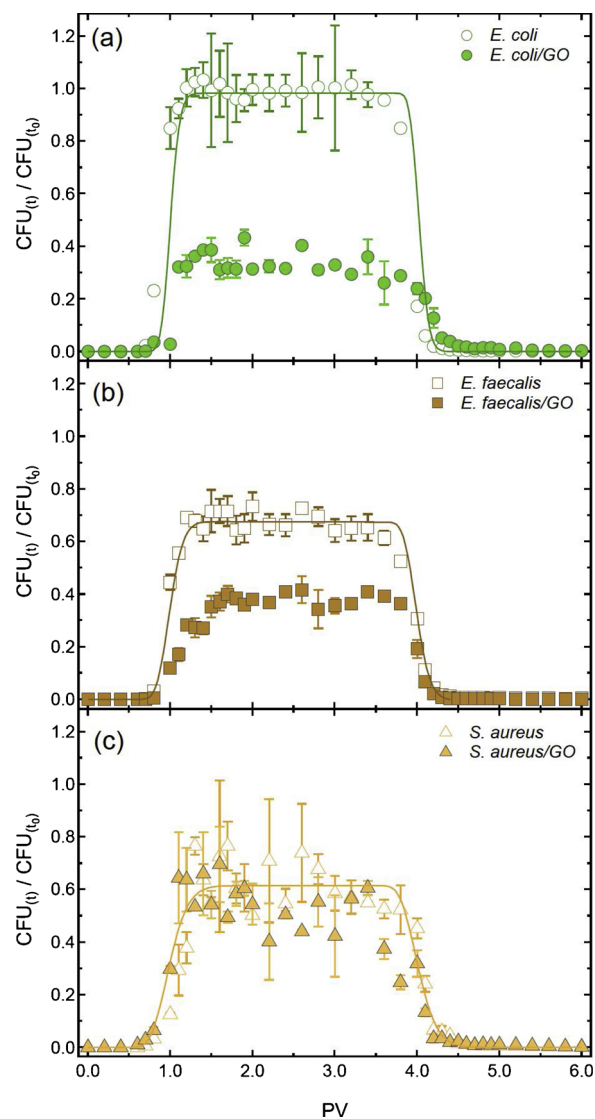 (a)
E. coli
E. coli/GO
1.2
1.0
0.8
0.6
0.4
0.2
0.0
CFU(t) / CFU(t0)
(b)
E. faecalis
E. faecalis/GO
1.2
1.0
0.8
0.6
0.4
0.2
0.0
CFU(t) / CFU(t0)
(c)
S. aureus
S. aureus/GO
1.2
1.0
0.8
0.6
0.4
0.2
0.0
CFU(t) / CFU(t0)
0.0 1.0 2.0 3.0 4.0 5.0 6.0
PV